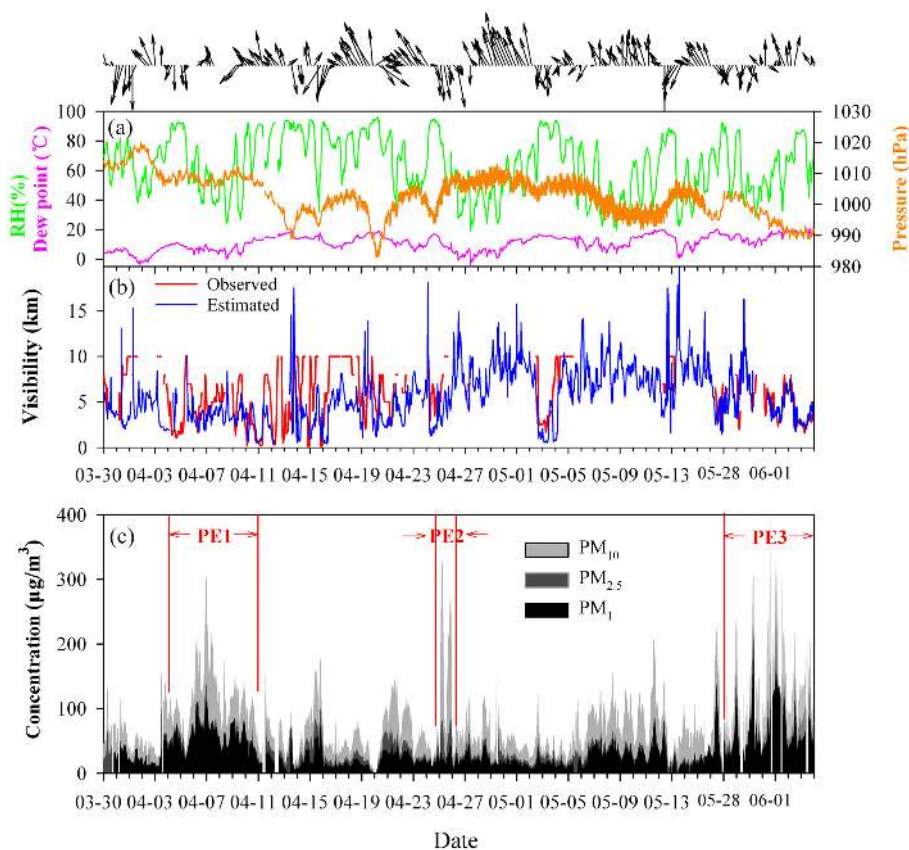 (a)
100
80
60
40
20
0
RH(%)
Dew point (℃)
1030
1020
1010
1000
990
980
Pressure (hPa)
(b)
Observed
Estimated
15
10
5
0
Visibility (km)
03-30 04-03 04-07 04-11 04-15 04-19 04-23 04-27 05-01 05-05 05-09 05-13 05-28 06-01
(c)
PE1
PE2
PE3
PM10
PM2.5
PM1
400
300
200
100
0
Concentration (μg/m³)
03-30 04-03 04-07 04-11 04-15 04-19 04-23 04-27 05-01 05-05 05-09 05-13 05-28 06-01
Date